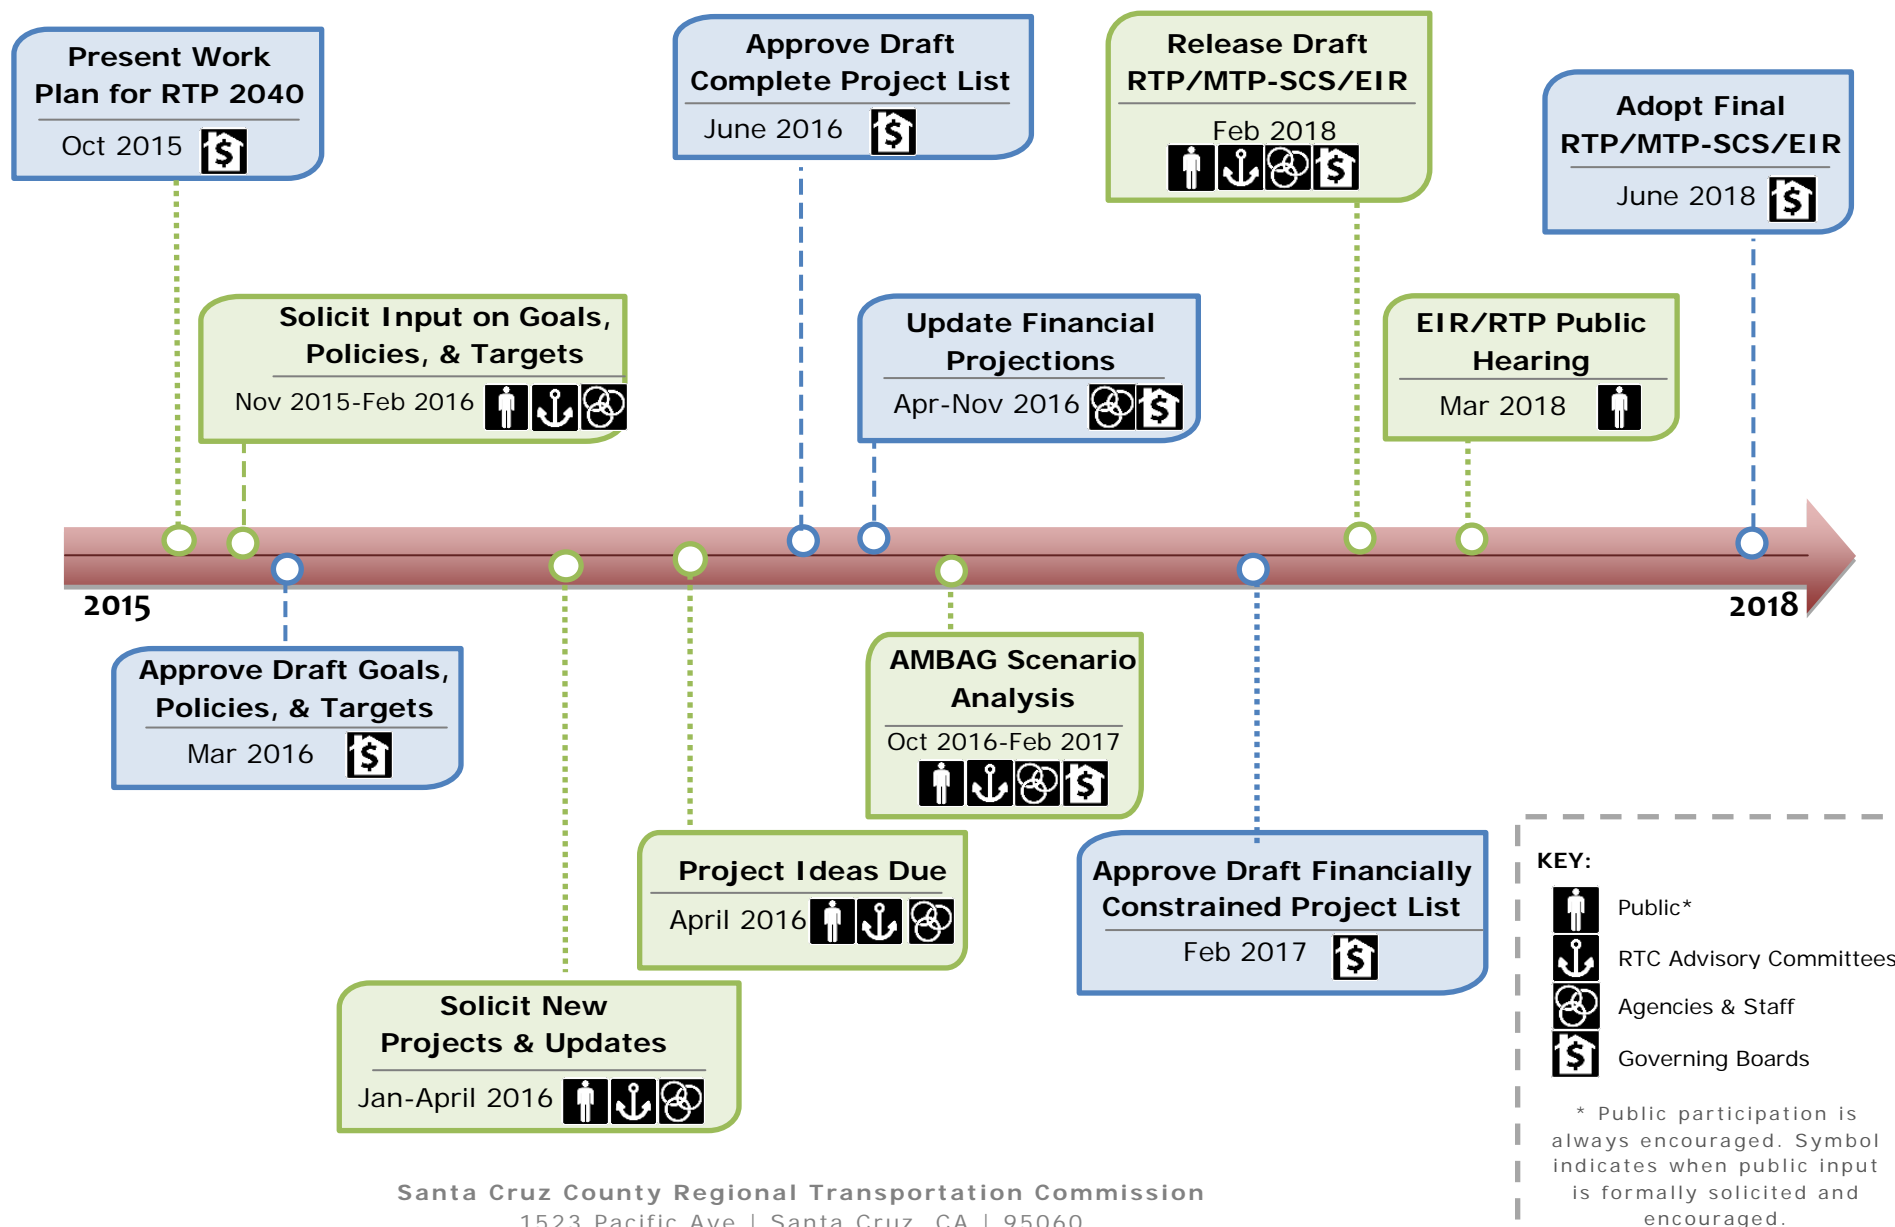 Present Work
Plan for RTP 2040
Oct 2015
Approve Draft
Complete Project List
June 2016
Release Draft
RTP/MTP-SCS/EIR
Feb 2018
Adopt Final
RTP/MTP-SCS/EIR
June 2018
Solicit Input on Goals,
Policies, & Targets
Nov 2015-Feb 2016
Update Financial
Projections
Apr-Nov 2016
EIR/RTP Public
Hearing
Mar 2018
2015
2018
Approve Draft Goals,
Policies, & Targets
Mar 2016
AMBAG Scenario
Analysis
Oct 2016-Feb 2017
Project Ideas Due
April 2016
Approve Draft Financially
Constrained Project List
Feb 2017
Solicit New
Projects & Updates
Jan-April 2016
KEY:
Public*
RTC Advisory Committees
Agencies & Staff
Governing Boards
* Public participation is
always encouraged. Symbol
indicates when public input
is formally solicited and
encouraged.
Santa Cruz County Regional Transportation Commission
1523 Pacific Ave | Santa Cruz, CA | 95060